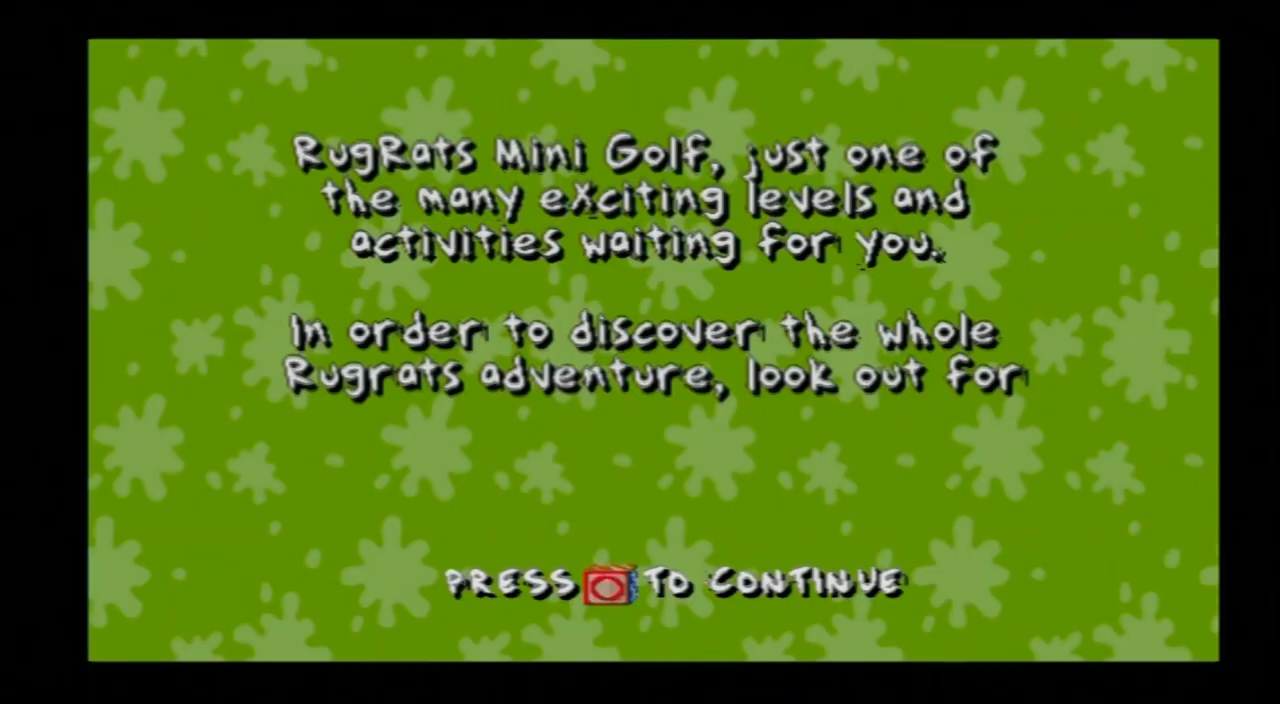 RugRats Mini Golf, just one of
the many exciting levels and
activities waiting for you.
In order to discover the whole
Rugrats adventure, look out for
PRESS TO CONTINUE